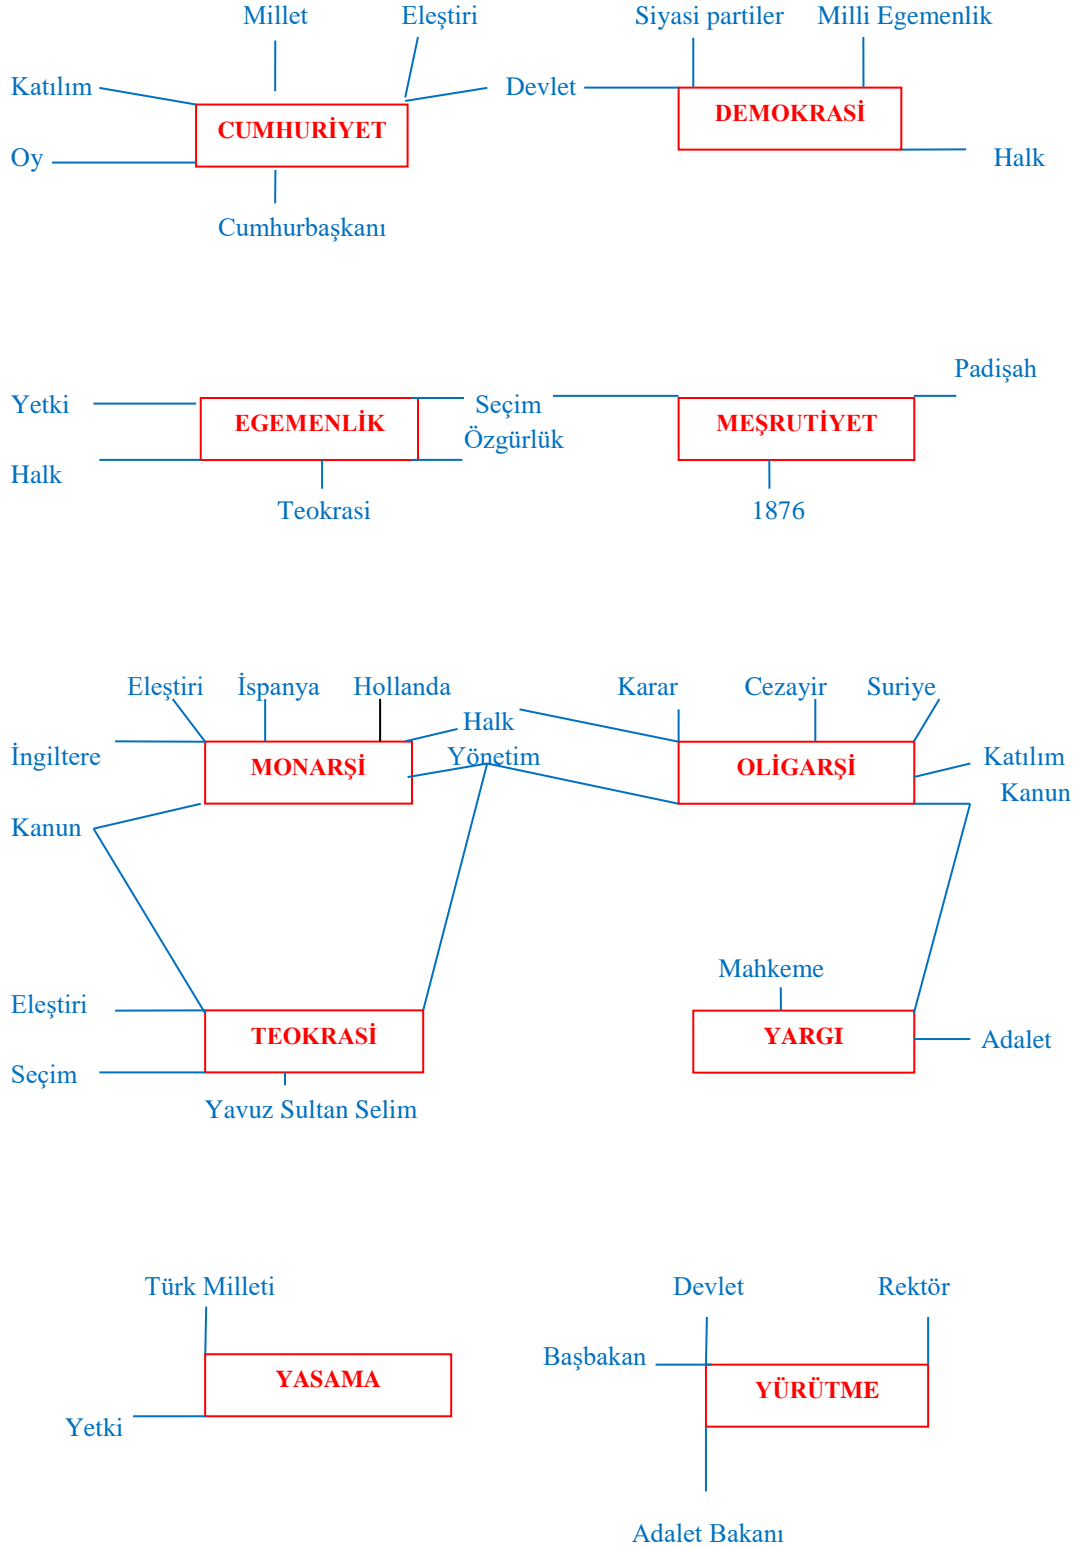 Millet
Eleştiri
Siyasi partiler
Milli Egemenlik
Katılım
Devlet
CUMHURİYET
DEMOKRASİ
Oy
Halk
Cumhurbaşkanı
Padişah
Yetki
Seçim
EGEMENLİK
MEŞRUTİYET
Özgürlük
Halk
Teokrasi
1876
Eleştiri
İspanya
Hollanda
Karar
Cezayir
Suriye
Halk
İngiltere
MONARŞİ
Yönetim
OLİGARŞİ
Katılım
Kanun
Kanun
Mahkeme
Eleştiri
TEOKRASİ
YARGI
Adalet
Seçim
Yavuz Sultan Selim
Türk Milleti
Devlet
Rektör
Başbakan
YASAMA
YÜRÜTME
Yetki
Adalet Bakanı